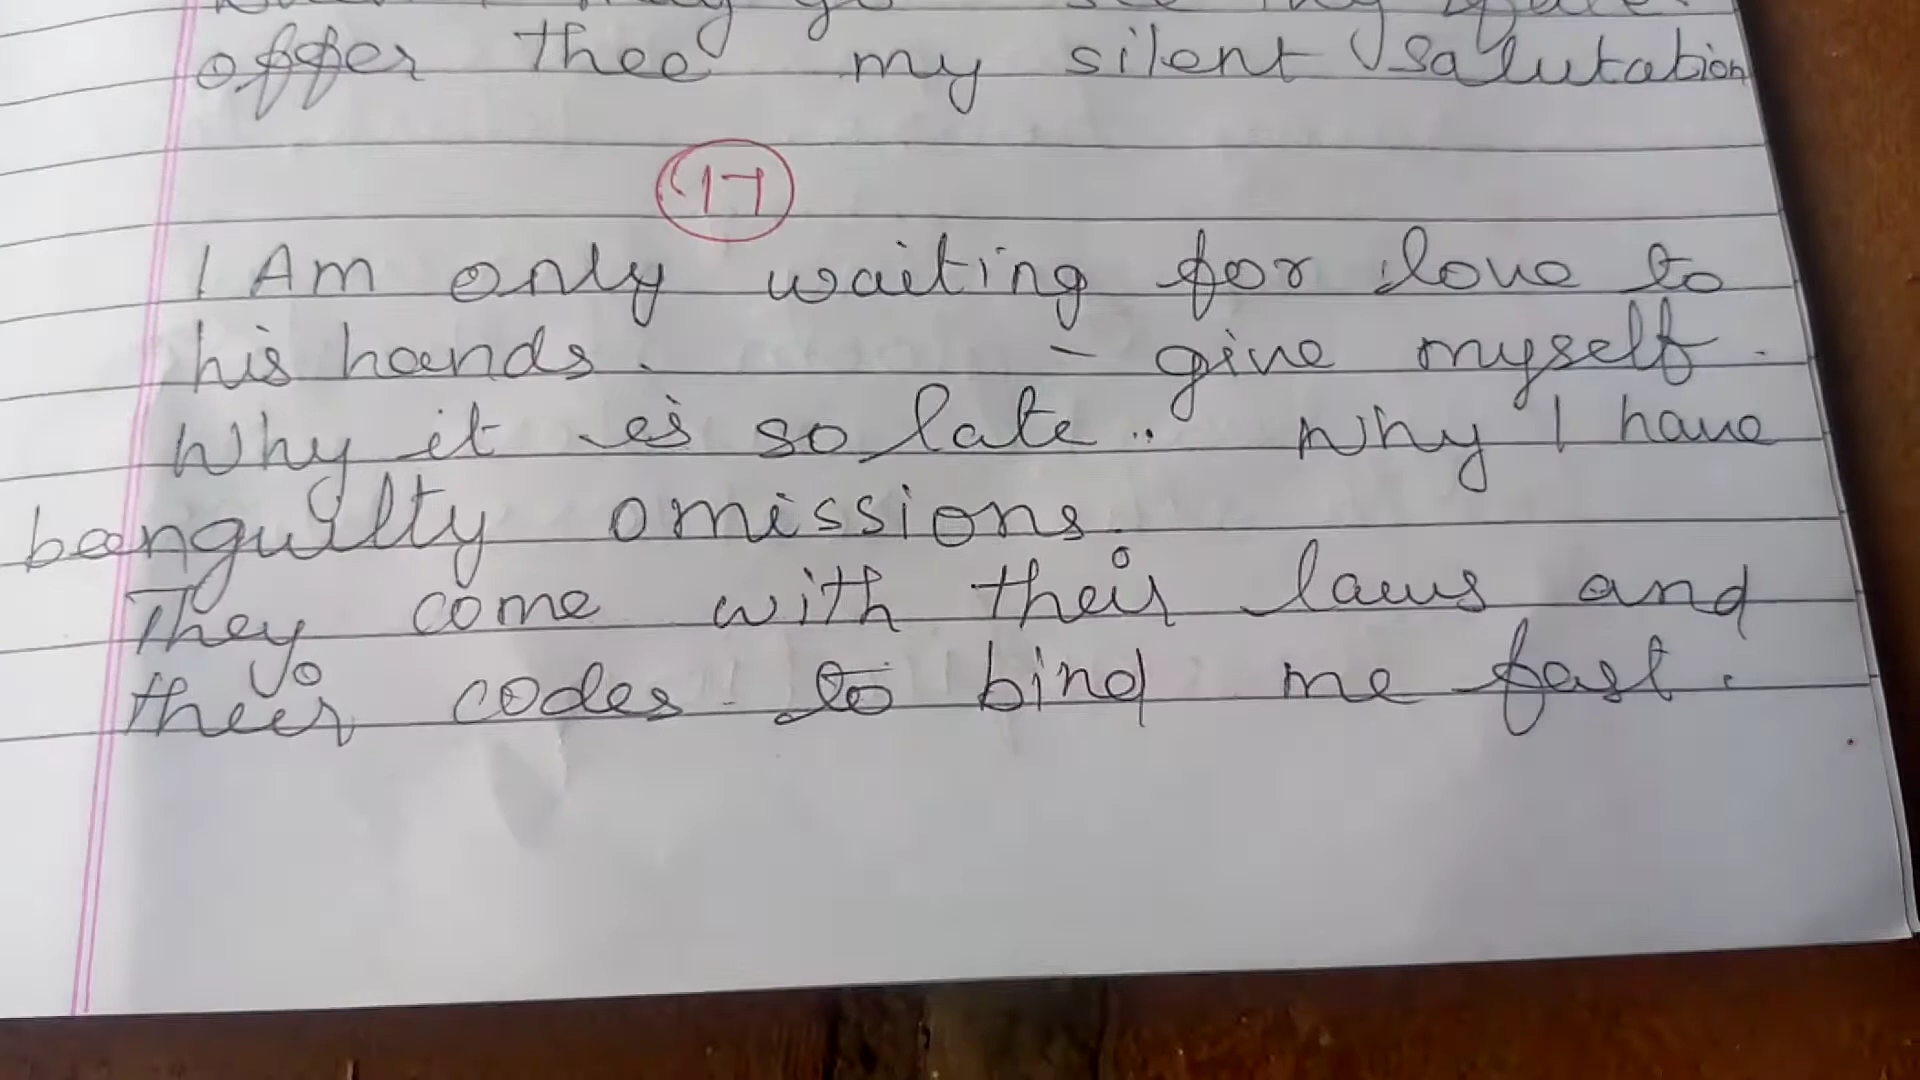 offer thee my silent salutation
17
I Am only waiting for love to
his hands. - give myself.
Why it is so late.. Why I have
beenguilty omissions.
They come with their laws and
their codes to bind me fast.